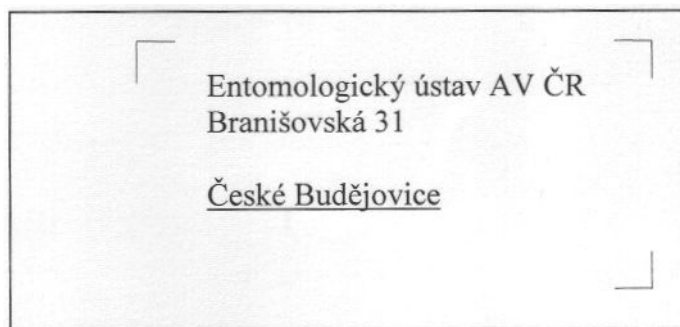 Entomologický ústav AV ČR
Branišovská 31
České Budějovice